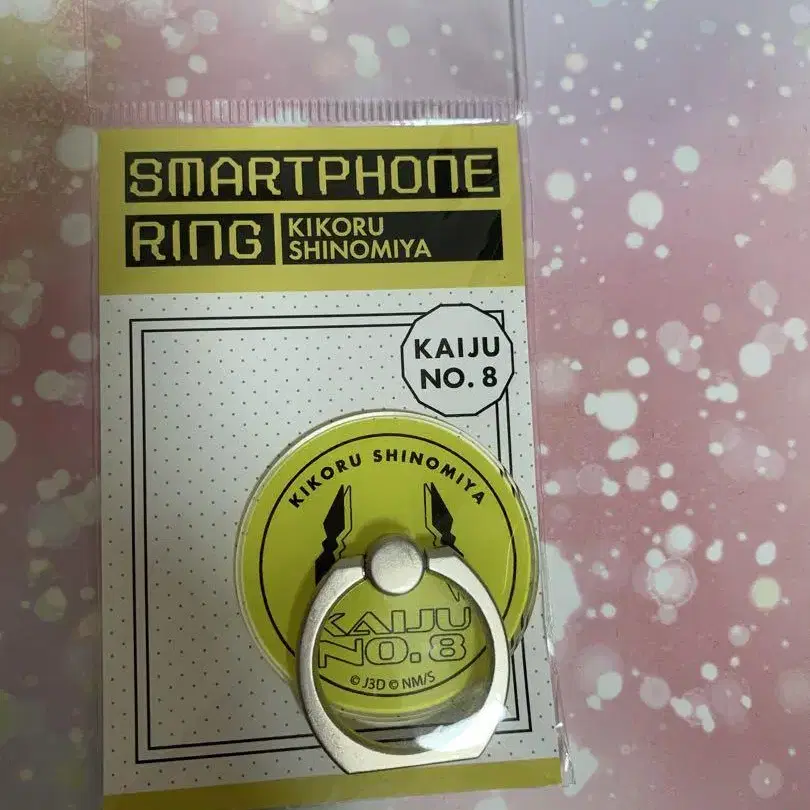 SMARTPHONE
RING
KIKORU
SHINOMIYA
KAIJU
NO. 8
KIKORU SHINOMIYA
KAIJU
NO.8
© J3D © NM/S